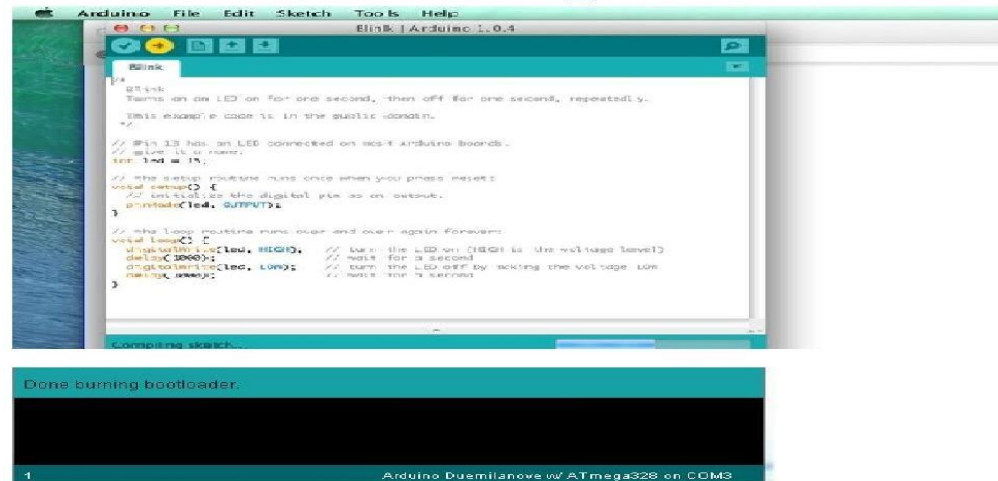 Arduino File Edit Sketch Tools Help
Blink | Arduino 1.0.4
Blink
/*
Blink
Turns on an LED on for one second, then off for one second, repeatedly.
This example code is in the public domain.
*/
// Pin 13 has an LED connected on most Arduino boards.
// give it a name:
int led = 13;
// the setup routine runs once when you press reset:
void setup() {
// initialize the digital pin as an output.
pinMode(led, OUTPUT);
}
// the loop routine runs over and over again forever:
void loop() {
digitalWrite(led, HIGH); // turn the LED on (HIGH is the voltage level)
delay(1000); // wait for a second
digitalWrite(led, LOW); // turn the LED off by making the voltage LOW
delay(1000); // wait for a second
}
Compiling sketch...
Done burning bootloader.
1 Arduino Duemilanove w/ ATmega328 on COM3